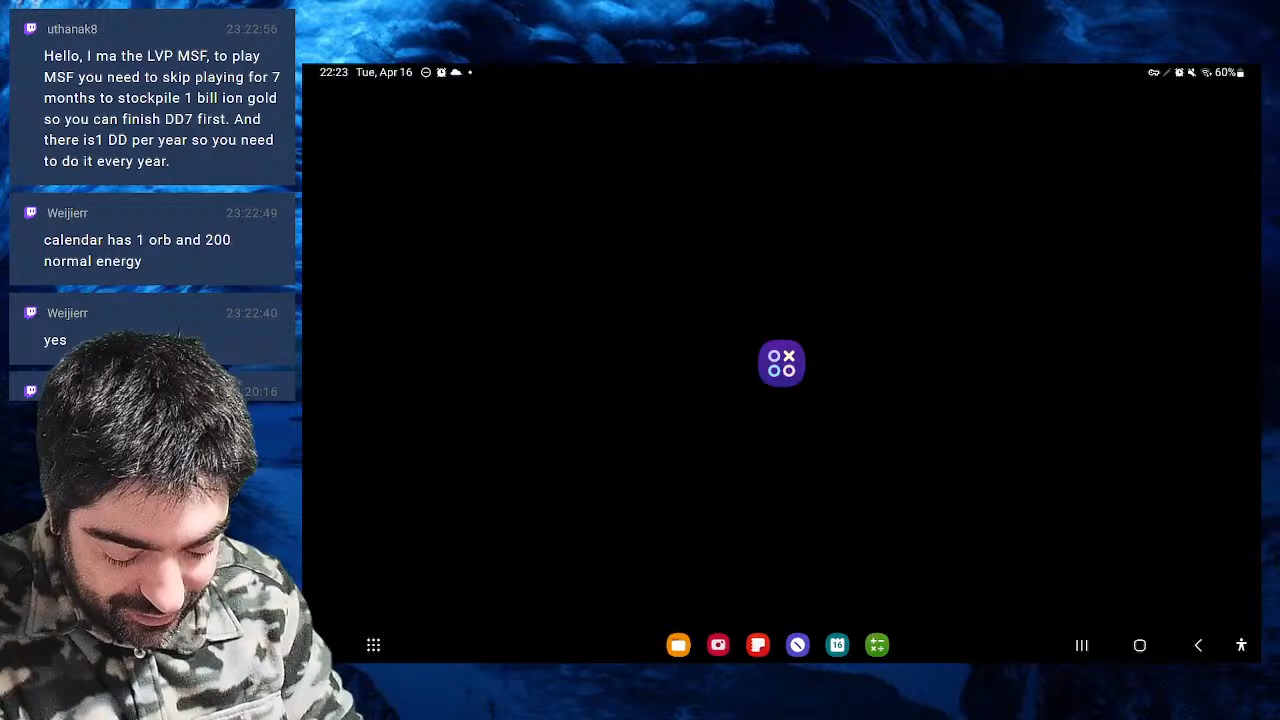 uthanak8 23:22:56
Hello, I ma the LVP MSF, to play
MSF you need to skip playing for 7
months to stockpile 1 bill ion gold
so you can finish DD7 first. And
there is1 DD per year so you need
to do it every year.
Weijierr 23:22:49
calendar has 1 orb and 200
normal energy
Weijierr 23:22:40
yes
:20:16
22:23 Tue, Apr 16
60%
16